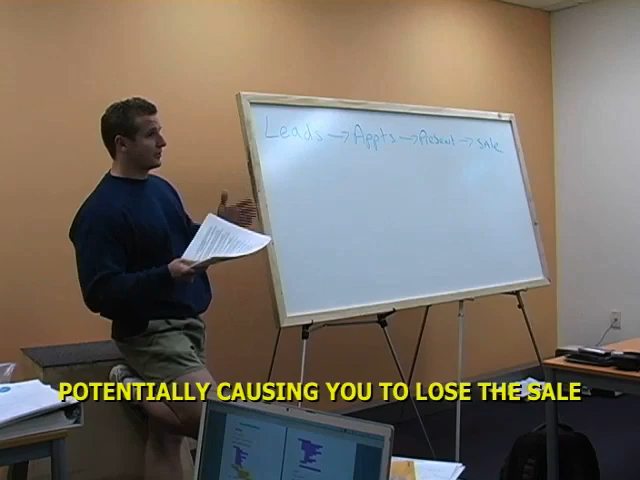 Leads → Appts → Present → Sale
POTENTIALLY CAUSING YOU TO LOSE THE SALE